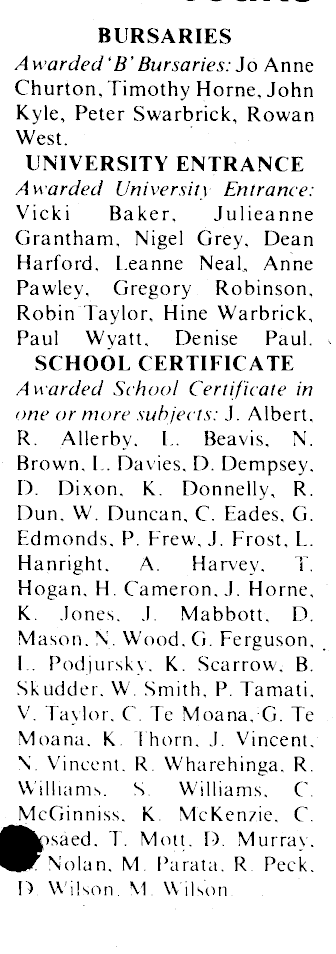 BURSARIES
Awarded 'B' Bursaries: Jo Anne
Churton, Timothy Horne, John
Kyle, Peter Swarbrick, Rowan
West.
UNIVERSITY ENTRANCE
Awarded University Entrance:
Vicki Baker, Julieanne
Grantham, Nigel Grey, Dean
Harford, Leanne Neal, Anne
Pawley, Gregory Robinson,
Robin Taylor, Hine Warbrick,
Paul Wyatt, Denise Paul.
SCHOOL CERTIFICATE
Awarded School Certificate in
one or more subjects: J. Albert,
R. Allerby, L. Beavis, N.
Brown, L. Davies, D. Dempsey,
D. Dixon, K. Donnelly, R.
Dun, W. Duncan, C. Eades, G.
Edmonds, P. Frew, J. Frost, L.
Hanright, A. Harvey, T.
Hogan, H. Cameron, J. Horne,
K. Jones, J. Mabbott, D.
Mason, N. Wood, G. Ferguson,
L. Podjursky, K. Scarrow, B.
Skudder, W. Smith, P. Tamati,
V. Taylor, C. Te Moana, G. Te
Moana, K. Thorn, J. Vincent,
N. Vincent, R. Wharehinga, R.
Williams, S. Williams, C.
McGinniss, K. McKenzie, C.
T. Mott, D. Murray,
Nolan, M. Parata, R. Peck,
D. Wilson, M. Wilson.